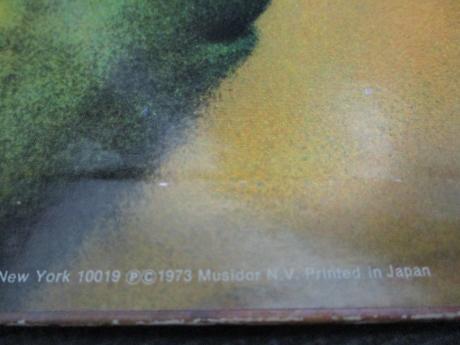 New York 10019 ℗©1973 Musidor N.V. Printed in Japan